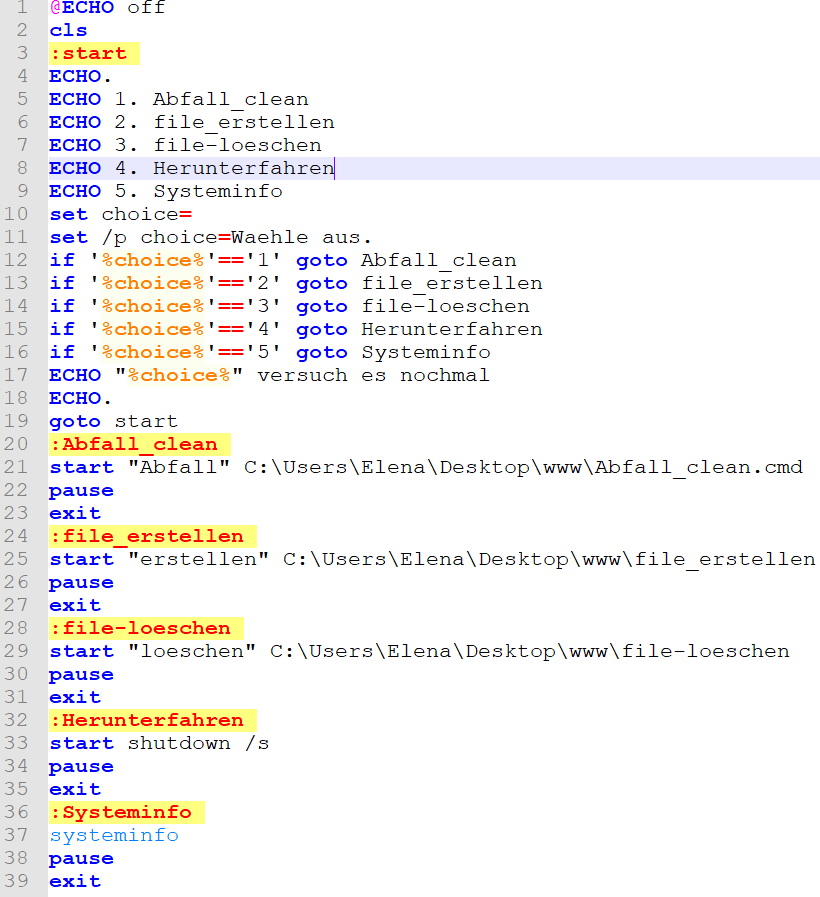 1 @ECHO off
2 cls
3 :start
4 ECHO.
5 ECHO 1. Abfall_clean
6 ECHO 2. file_erstellen
7 ECHO 3. file-loeschen
8 ECHO 4. Herunterfahren
9 ECHO 5. Systeminfo
10 set choice=
11 set /p choice=Waehle aus.
12 if '%choice%'=='1' goto Abfall_clean
13 if '%choice%'=='2' goto file_erstellen
14 if '%choice%'=='3' goto file-loeschen
15 if '%choice%'=='4' goto Herunterfahren
16 if '%choice%'=='5' goto Systeminfo
17 ECHO "%choice%" versuch es nochmal
18 ECHO.
19 goto start
20 :Abfall_clean
21 start "Abfall" C:\Users\Elena\Desktop\www\Abfall_clean.cmd
22 pause
23 exit
24 :file_erstellen
25 start "erstellen" C:\Users\Elena\Desktop\www\file_erstellen
26 pause
27 exit
28 :file-loeschen
29 start "loeschen" C:\Users\Elena\Desktop\www\file-loeschen
30 pause
31 exit
32 :Herunterfahren
33 start shutdown /s
34 pause
35 exit
36 :Systeminfo
37 systeminfo
38 pause
39 exit